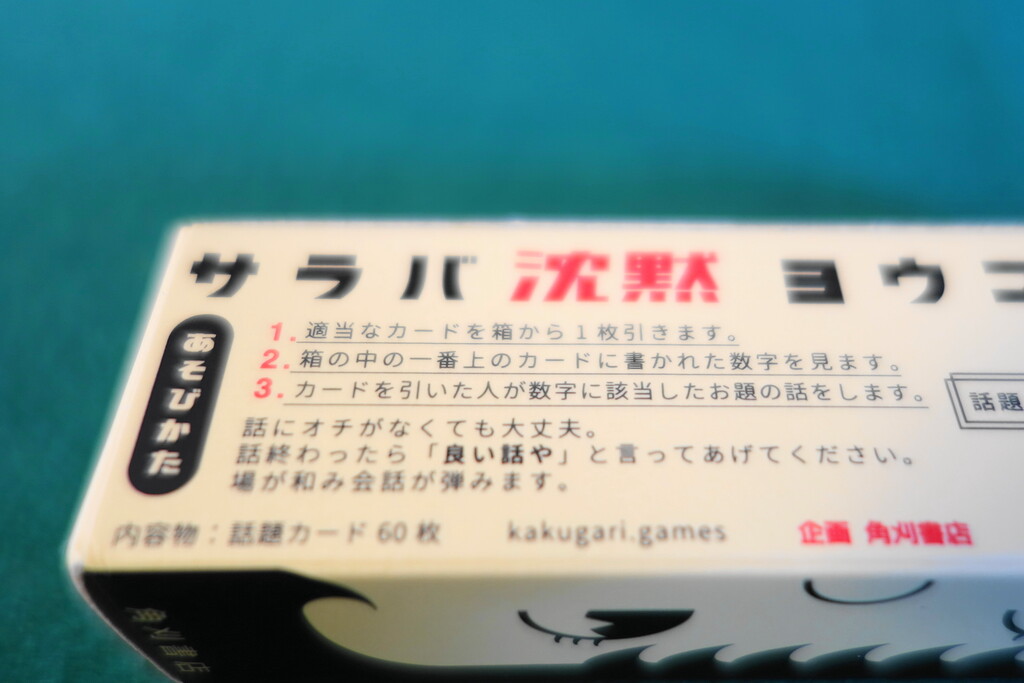 サラバ 沈黙 ヨウコ
あそびかた
1. 適当なカードを箱から1枚引きます。
2. 箱の中の一番上のカードに書かれた数字を見ます。
3. カードを引いた人が数字に該当したお題の話をします。
話題
話にオチがなくても大丈夫。
話終わったら「良い話や」と言ってあげてください。
場が和み会話が弾みます。
内容物：話題カード60枚
kakugari.games
企画 角刈書店
角刈書店